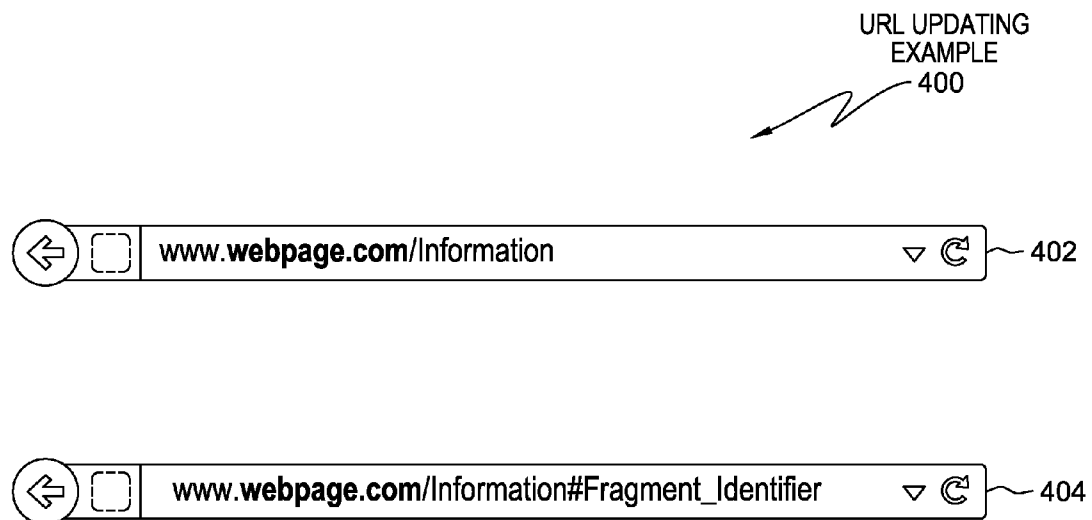 URL UPDATING
EXAMPLE
400
www.webpage.com/Information
402
www.webpage.com/Information#Fragment_Identifier
404